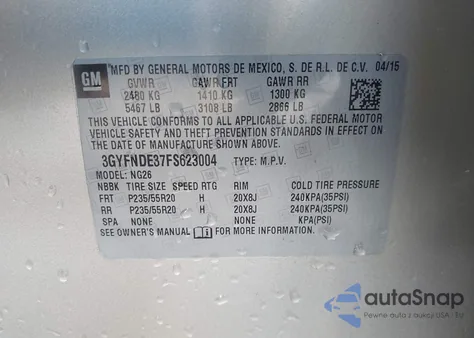 GM
MFD BY GENERAL MOTORS DE MEXICO, S. DE R.L. DE C.V. 04/15
GVWR GAWR FRT GAWR RR
2480 KG 1410 KG 1300 KG
5467 LB 3108 LB 2866 LB
THIS VEHICLE CONFORMS TO ALL APPLICABLE U.S. FEDERAL MOTOR
VEHICLE SAFETY AND THEFT PREVENTION STANDARDS IN EFFECT ON
THE DATE OF MANUFACTURE SHOWN ABOVE.
3GYFNDE37FS623004 TYPE: M.P.V.
MODEL: NG26
NBBK TIRE SIZE SPEED RTG RIM COLD TIRE PRESSURE
FRT P235/55R20 H 20X8J 240KPA(35PSI)
RR P235/55R20 H 20X8J 240KPA(35PSI)
SPA NONE NONE KPA(PSI)
SEE OWNER'S MANUAL FOR MORE INFORMATION.
autoSnap
Pewne auta z aukcji USA